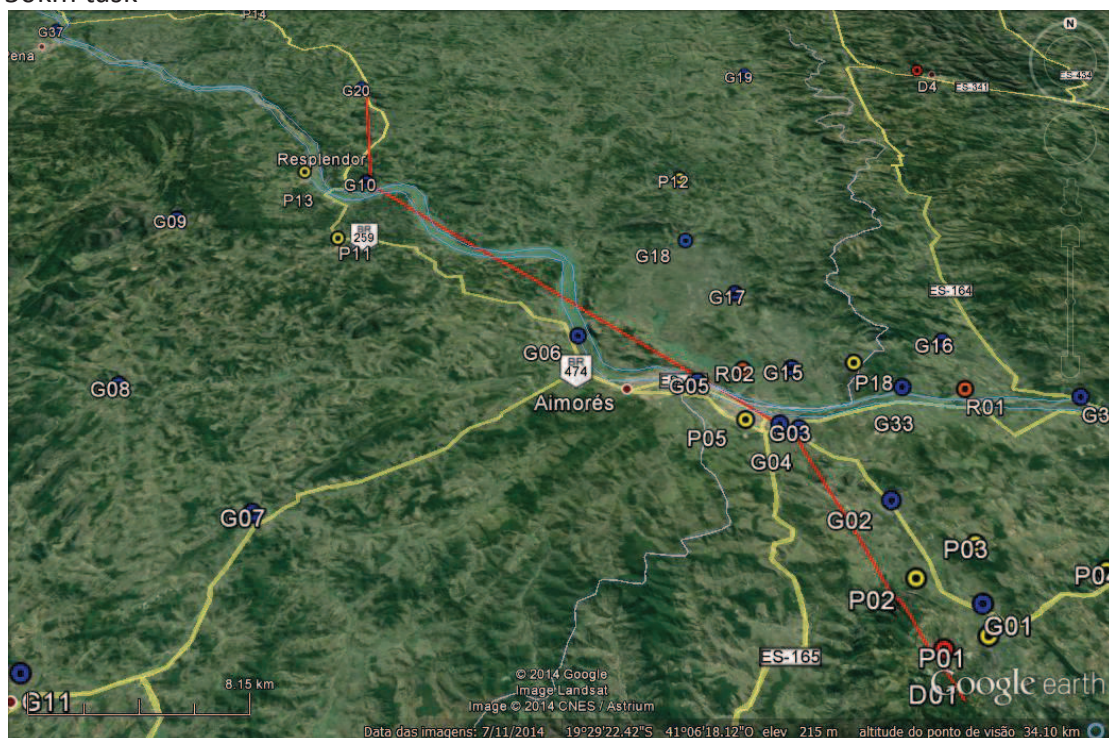 P14
G37
cena
N
G19
ES-434
D4
ES-341
G20
Resplendor
P13
G10
P12
G09
BR
259
P11
G18
G17
ES-164
G06
BR
474
G16
G08
Aimorés
G05
R02
G15
P18
R01
G3
G33
P05
G03
G04
G07
G02
P03
P02
P0
G01
ES-165
P01
D01
Google earth
G11
8.15 km
© 2014 Google
Image Landsat
Image © 2014 CNES / Astrium
Data das imagens: 7/11/2014 19°29'22.42"S 41°06'18.12"O elev 215 m altitude do ponto de visão 34.10 km